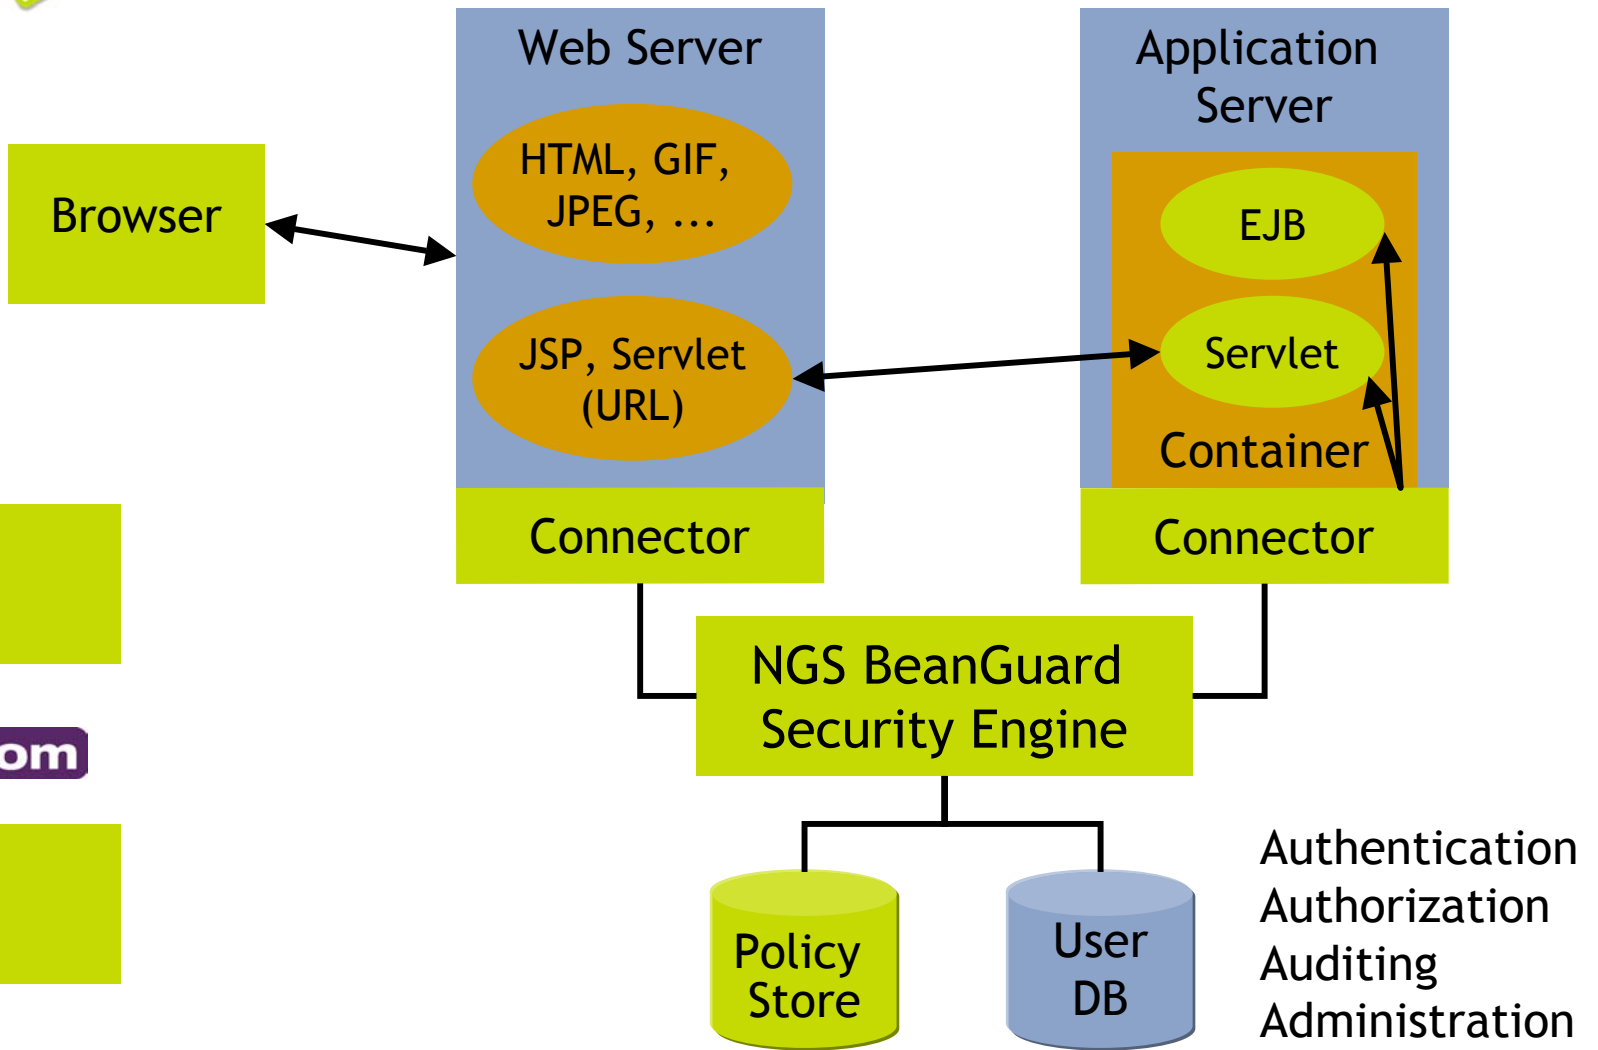 Web Server
HTML, GIF,
JPEG, ...
JSP, Servlet
(URL)
Connector
Application
Server
EJB
Servlet
Container
Connector
Browser
NGS BeanGuard
Security Engine
om
Policy
Store
User
DB
Authentication
Authorization
Auditing
Administration